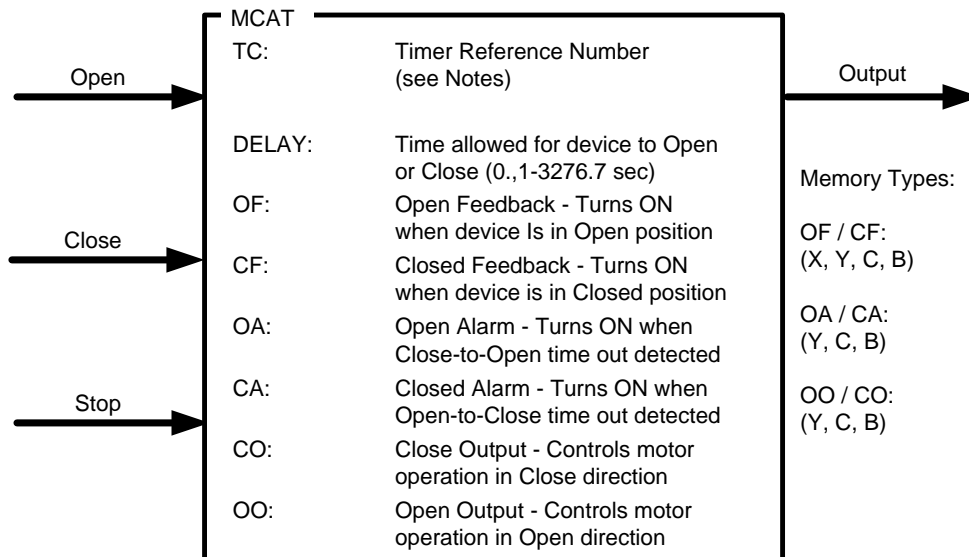 MCAT
Open
Close
Stop
TC: Timer Reference Number
(see Notes)
DELAY: Time allowed for device to Open
or Close (0.,1-3276.7 sec)
OF: Open Feedback - Turns ON
when device Is in Open position
CF: Closed Feedback - Turns ON
when device is in Closed position
OA: Open Alarm - Turns ON when
Close-to-Open time out detected
CA: Closed Alarm - Turns ON when
Open-to-Close time out detected
CO: Close Output - Controls motor
operation in Close direction
OO: Open Output - Controls motor
operation in Open direction
Output
Memory Types:
OF / CF:
(X, Y, C, B)
OA / CA:
(Y, C, B)
OO / CO:
(Y, C, B)